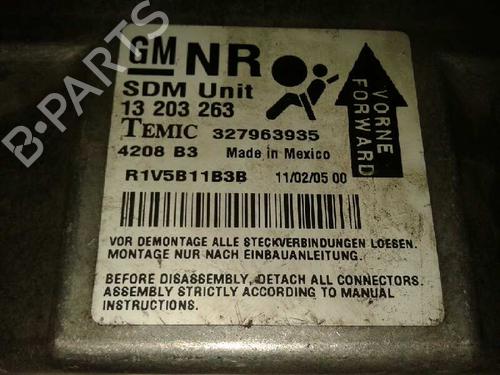 GM NR
SDM Unit
13 203 263
TEMIC 327963935
4208 B3 Made in Mexico
R1V5B11B3B 11/02/05 00
VORNE
FORWARD
VOR DEMONTAGE ALLE STECKVERBINDUNGEN LOESEN.
MONTAGE NUR NACH EINBAUANLEITUNG.
BEFORE DISASSEMBLY, DETACH ALL CONNECTORS.
ASSEMBLY STRICTLY ACCORDING TO MANUAL
INSTRUCTIONS.
B-PARTS